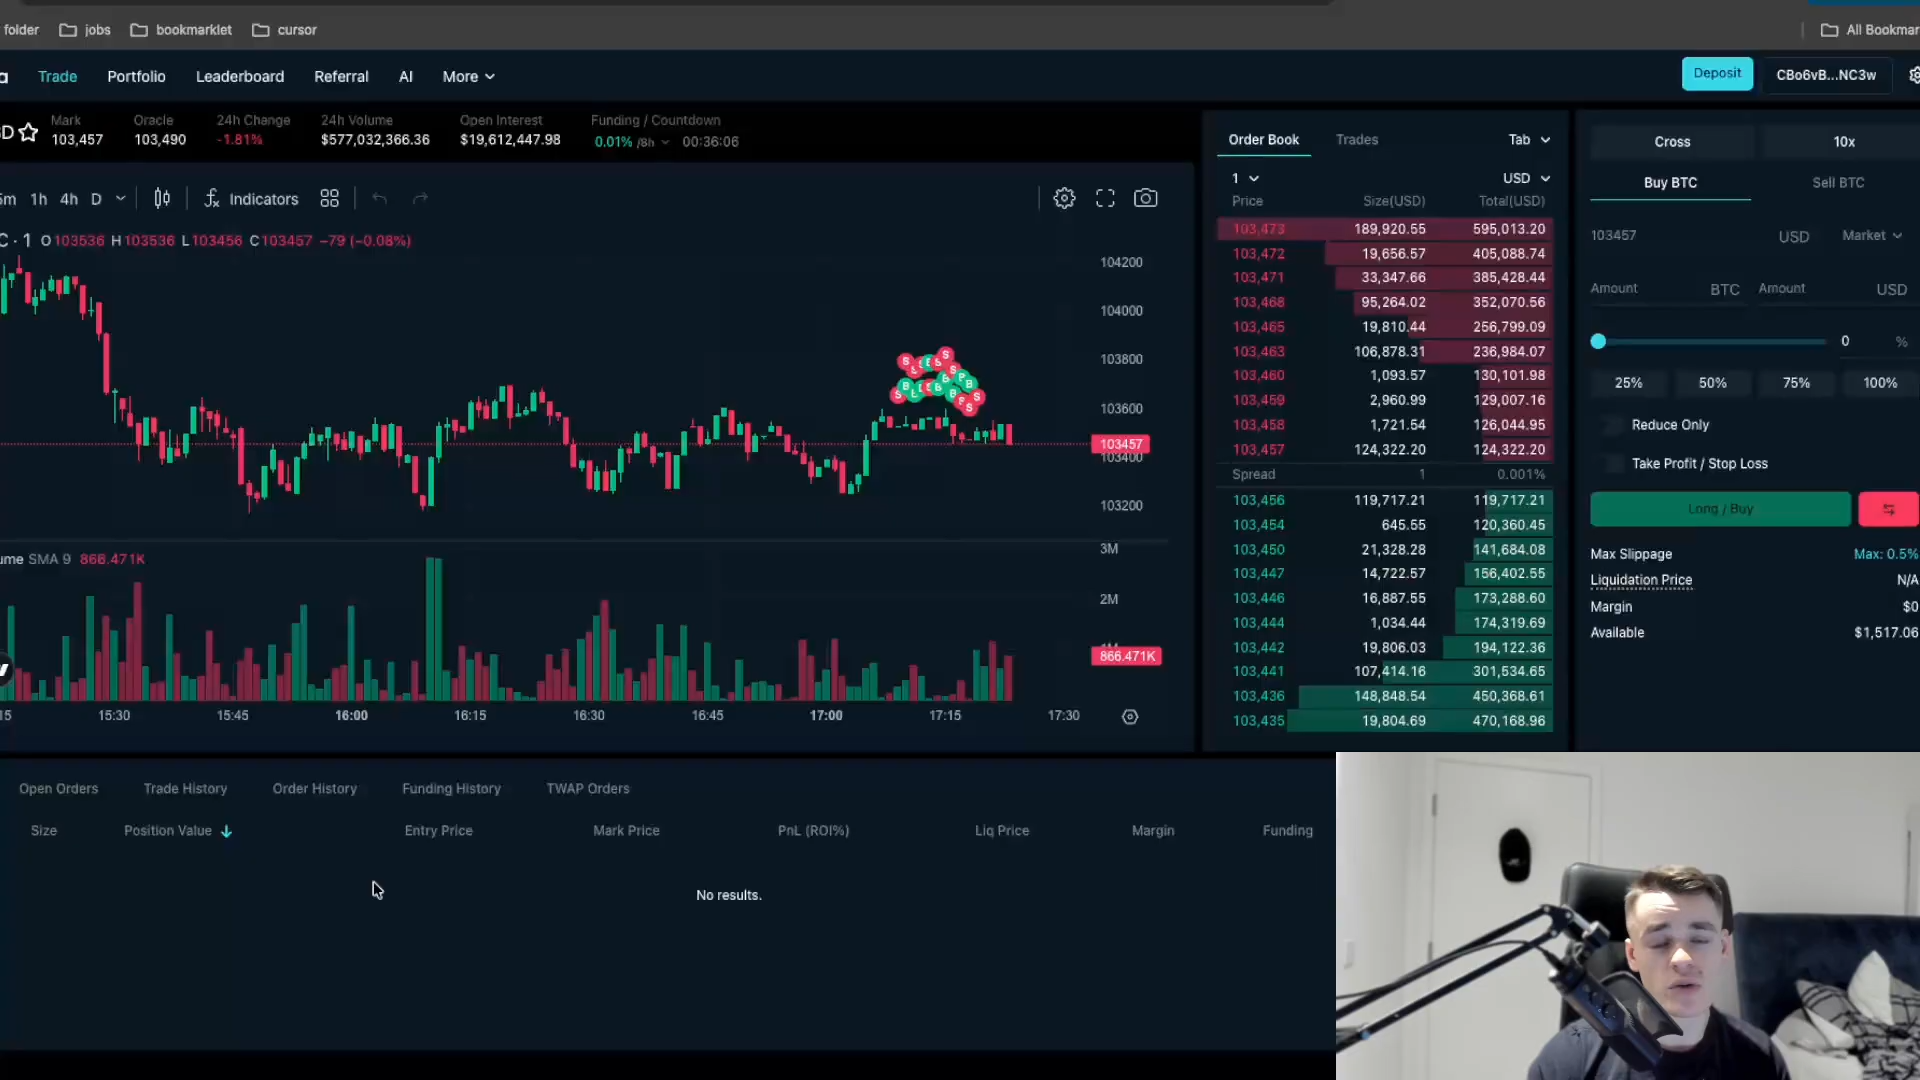 folder jobs bookmarklet cursor All Bookmar
a Trade Portfolio Leaderboard Referral AI More Deposit CBo6vB...NC3w
D Mark Oracle 24h Change 24h Volume Open Interest Funding / Countdown
103,457 103,490 -1.81% $577,032,366.36 $19,612,447.98 0.01% /8h 00:36:06
5m 1h 4h D Indicators
C · 1 O103536 H103536 L103456 C103457 −79 (−0.08%)
104200
104000
103800
103600
103457
103400
103200
ume SMA 9 866.471K
3M
2M
866.471K
15 15:30 15:45 16:00 16:15 16:30 16:45 17:00 17:15 17:30
Order Book Trades Tab
1 USD
Price Size(USD) Total(USD)
103,473 189,920.55 595,013.20
103,472 19,656.57 405,088.74
103,471 33,347.66 385,428.44
103,468 95,264.02 352,070.56
103,465 19,810.44 256,799.09
103,463 106,878.31 236,984.07
103,460 1,093.57 130,101.98
103,459 2,960.99 129,007.16
103,458 1,721.54 126,044.95
103,457 124,322.20 124,322.20
Spread 1 0.001%
103,456 119,717.21 119,717.21
103,454 645.55 120,360.45
103,450 21,328.28 141,684.08
103,447 14,722.57 156,402.55
103,446 16,887.55 173,288.60
103,444 1,034.44 174,319.69
103,442 19,806.03 194,122.36
103,441 107,414.16 301,534.65
103,436 148,848.54 450,368.61
103,435 19,804.69 470,168.96
Cross 10x
Buy BTC Sell BTC
103457 USD Market
Amount BTC Amount USD
0 %
25% 50% 75% 100%
Reduce Only
Take Profit / Stop Loss
Long / Buy
Max Slippage Max: 0.5%
Liquidation Price N/A
Margin $0
Available $1,517.06
Open Orders Trade History Order History Funding History TWAP Orders
Size Position Value Entry Price Mark Price PnL (ROI%) Liq Price Margin Funding
No results.